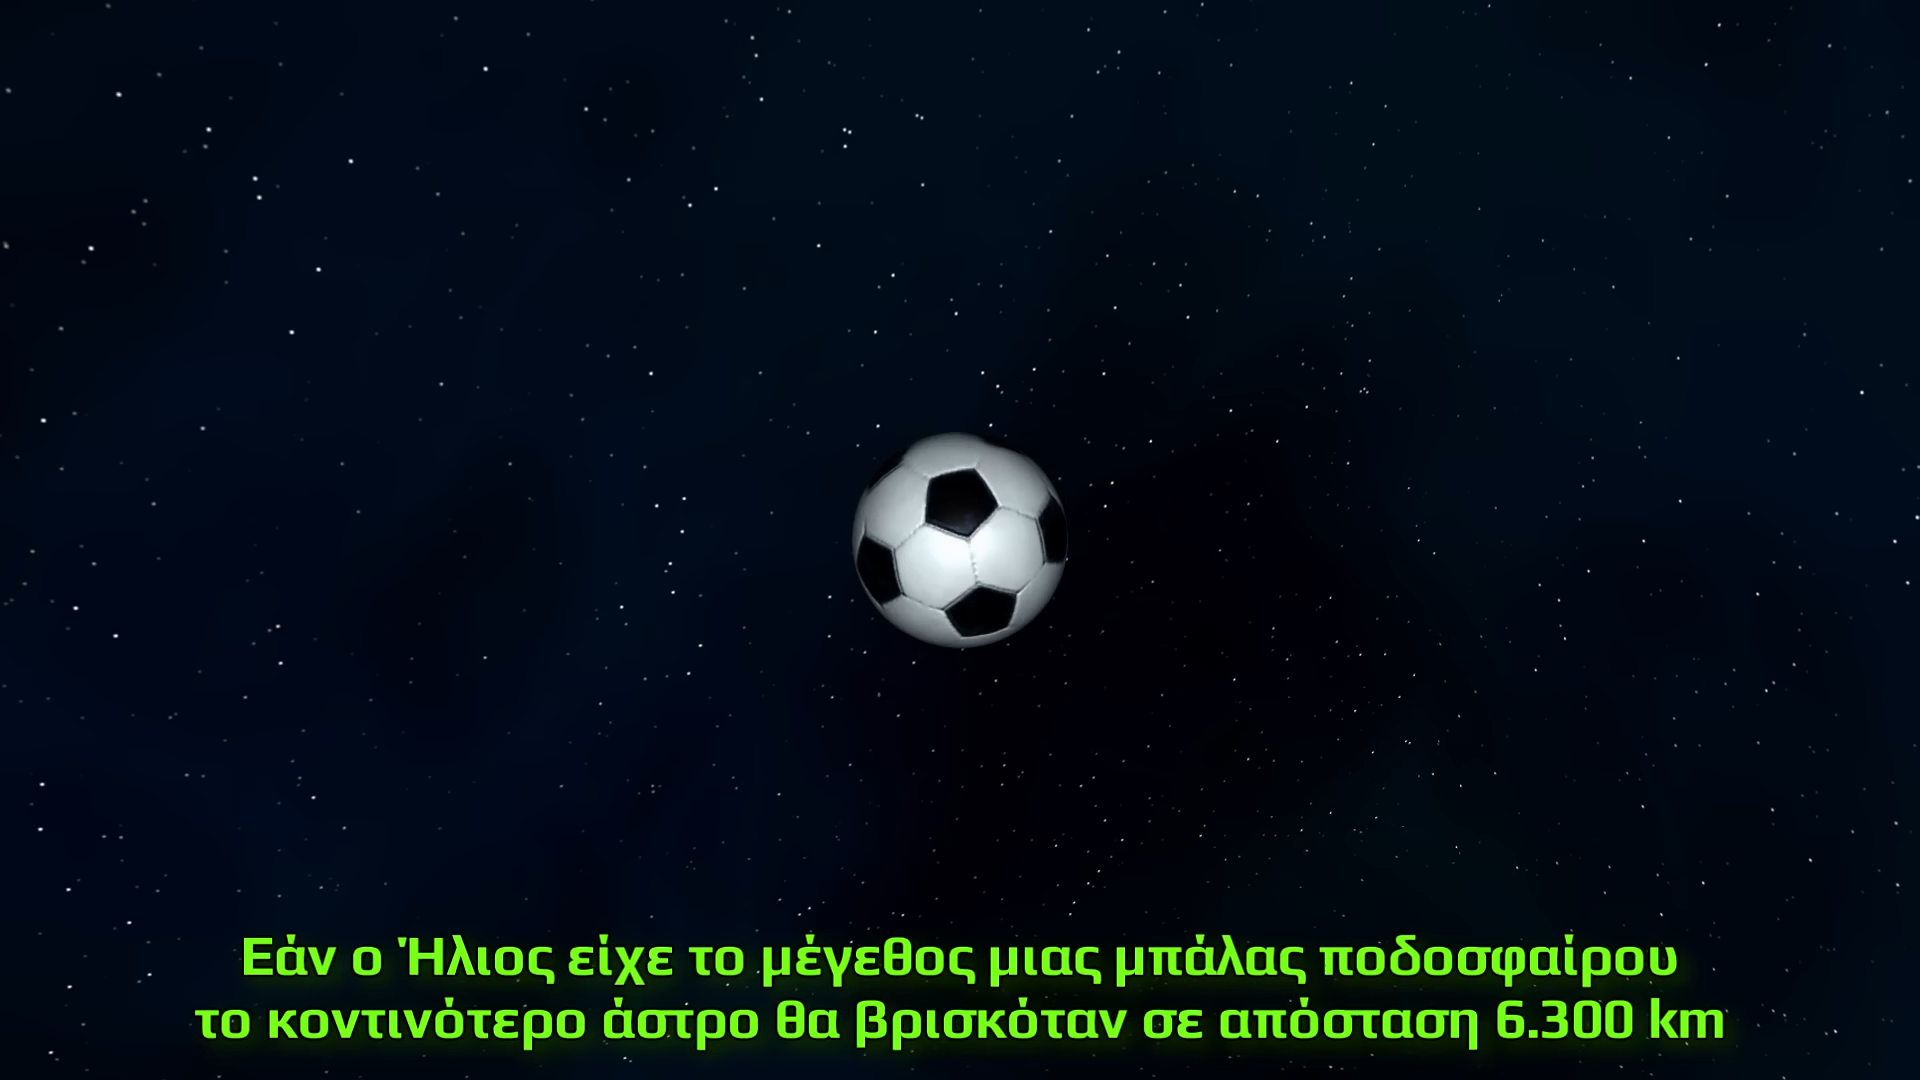 Εάν ο Ήλιος είχε το μέγεθος μιας μπάλας ποδοσφαίρου
το κοντινότερο άστρο θα βρισκόταν σε απόσταση 6.300 km